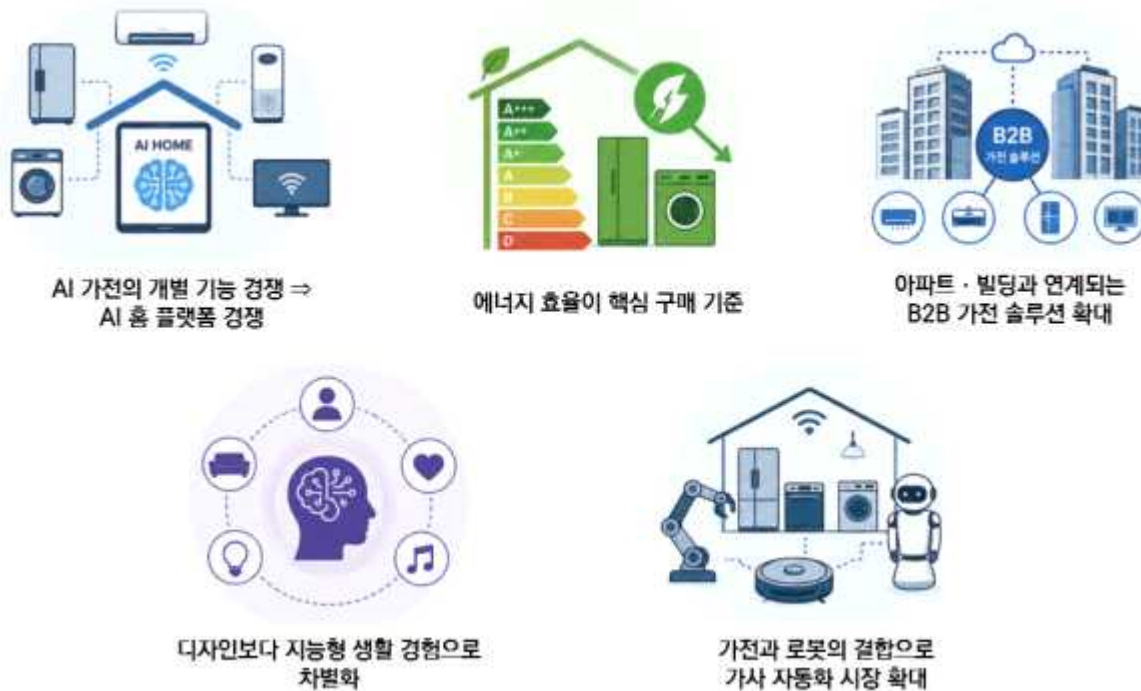 AI HOME
AI 가전의 개별 기능 경쟁 ⇒
AI 홈 플랫폼 경쟁
A+++
A++
A+
A
B
C
D
에너지 효율이 핵심 구매 기준
B2B
가전 솔루션
아파트 · 빌딩과 연계되는
B2B 가전 솔루션 확대
디자인보다 지능형 생활 경험으로
차별화
가전과 로봇의 결합으로
가사 자동화 시장 확대